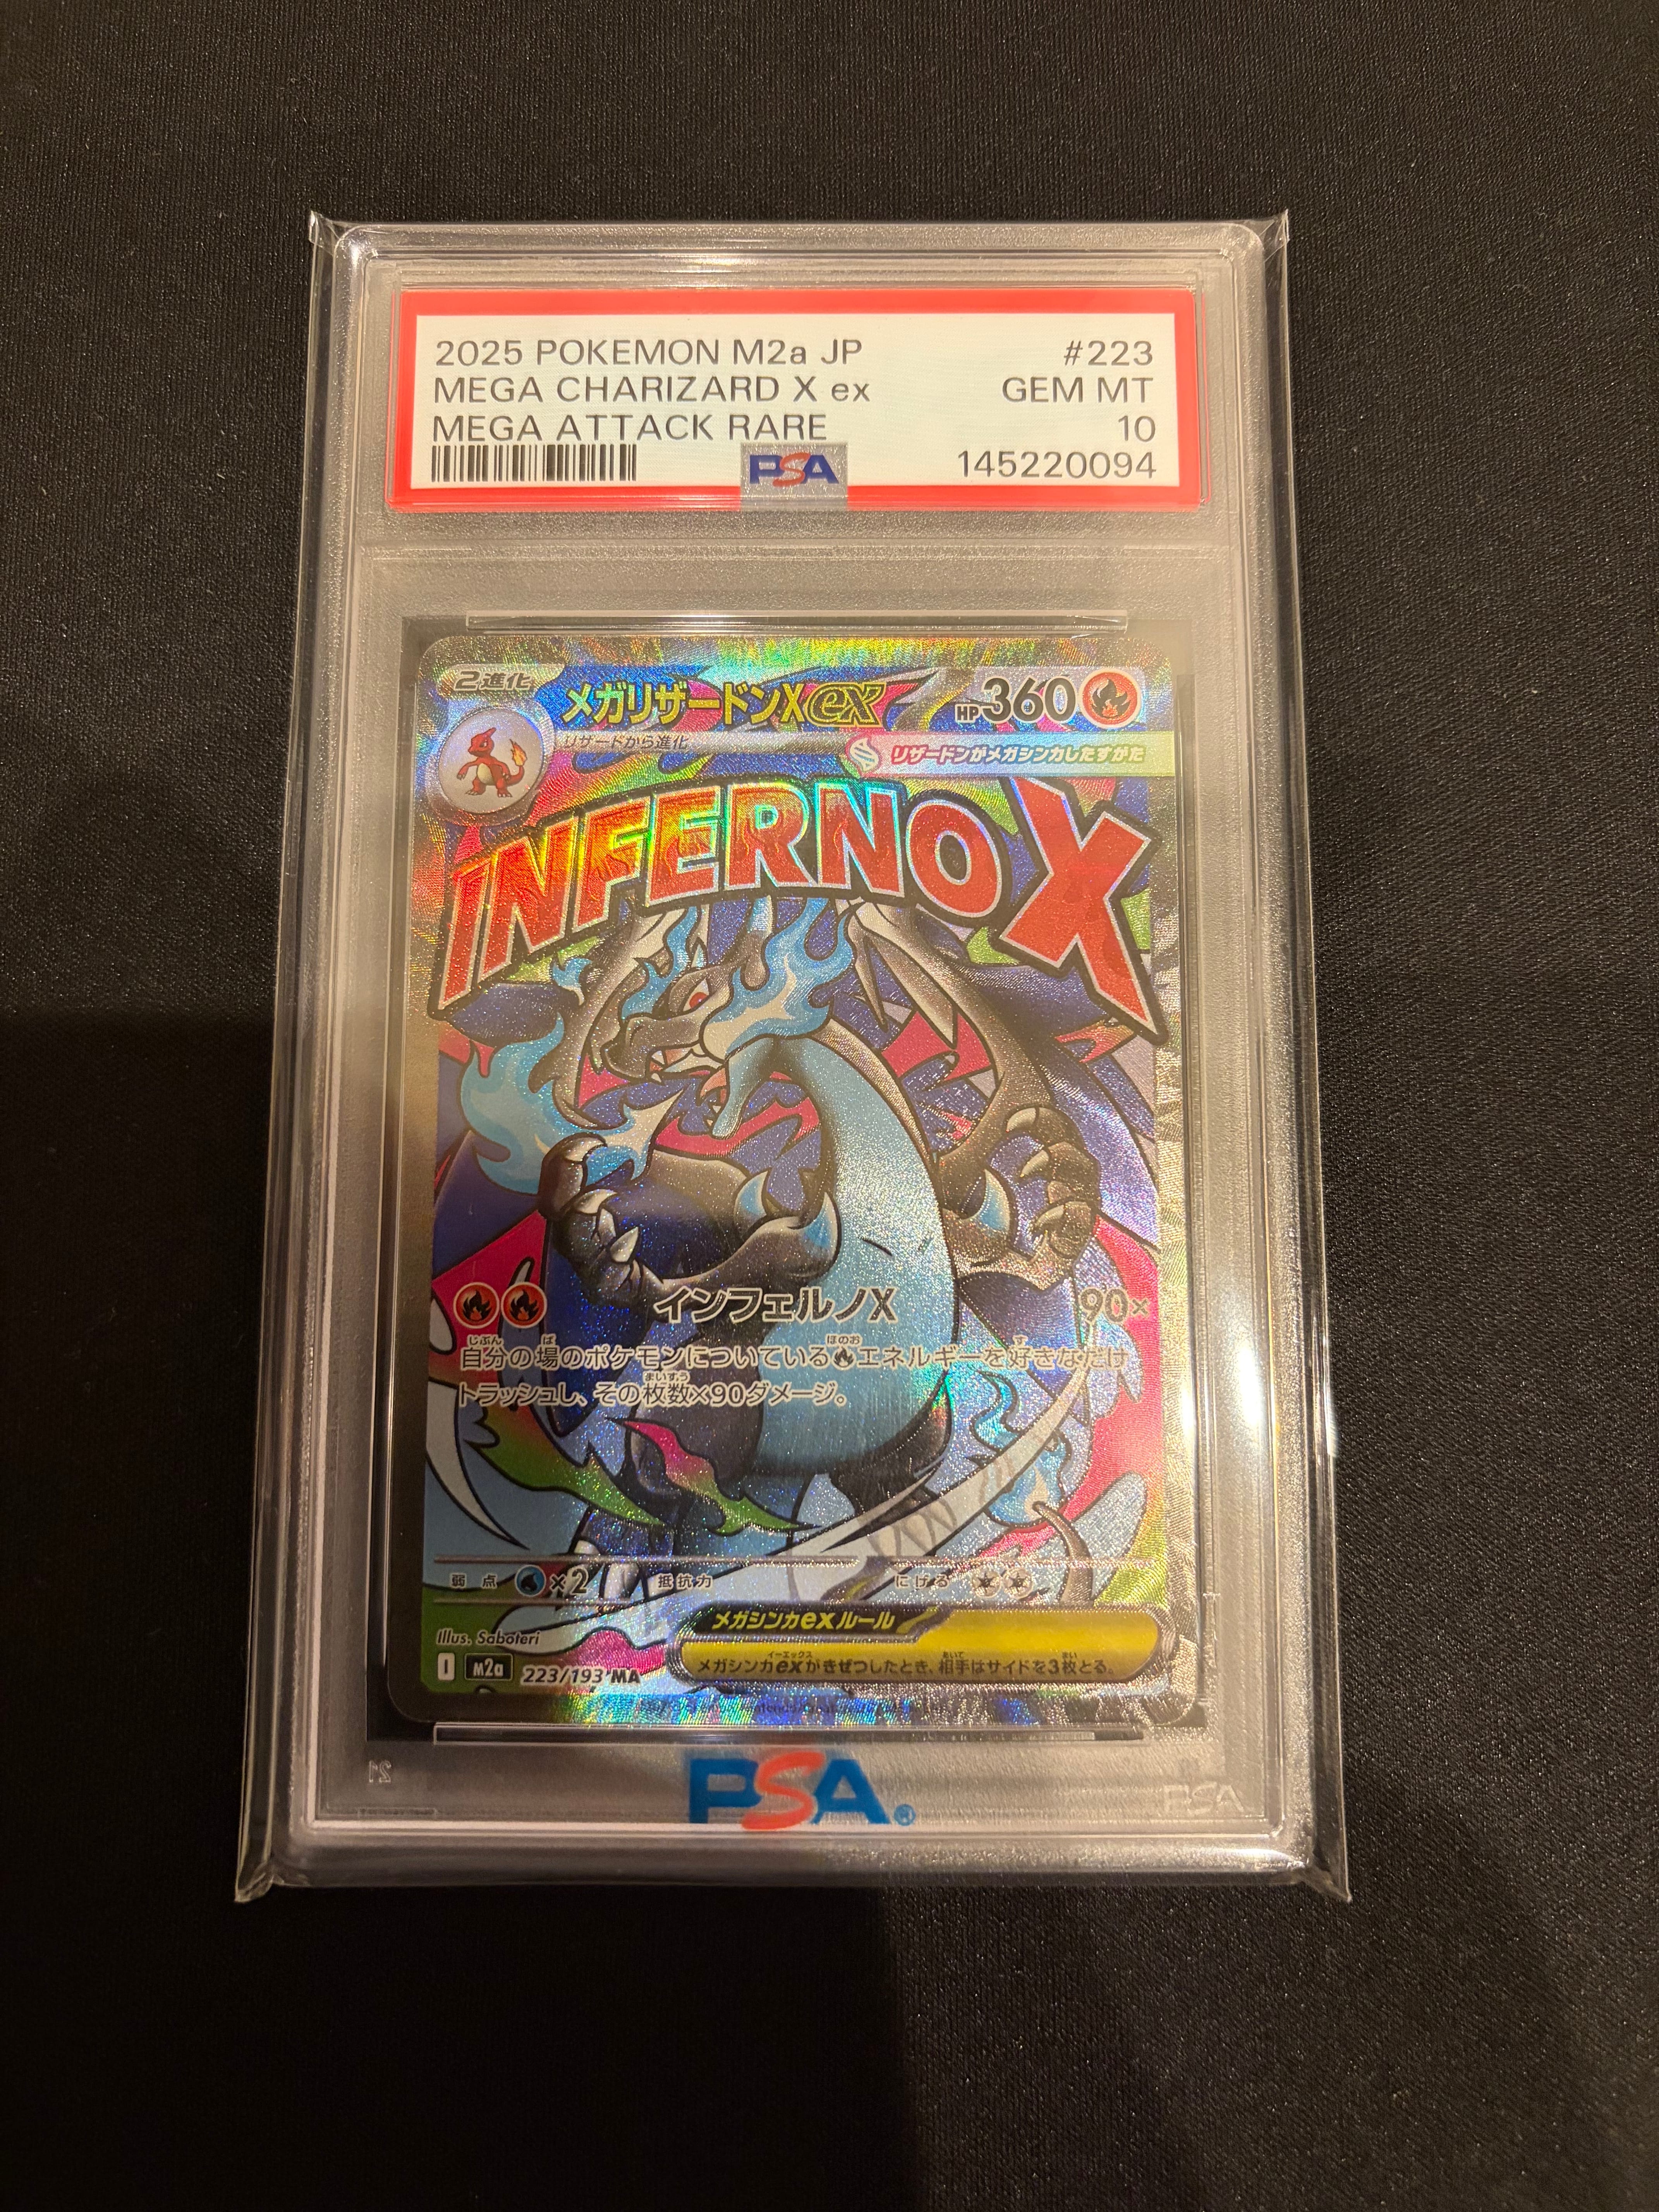 2025 POKEMON M2a JP #223
MEGA CHARIZARD X ex GEM MT
MEGA ATTACK RARE 10
PSA 145220094
2進化 メガリザードンXex HP360
リザードから進化 リザードンがメガシンカしたすがた
INFERNO X
インフェルノX 90×
自分の場のポケモンについているエネルギーを好きなだけ
トラッシュし、その枚数×90ダメージ。
弱点 ×2 抵抗力 にげる
メガシンカexルール
メガシンカexがきぜつしたとき、相手はサイドを3枚とる。
Illus. Saboteri
I m2a 223/193 MA
PSA®